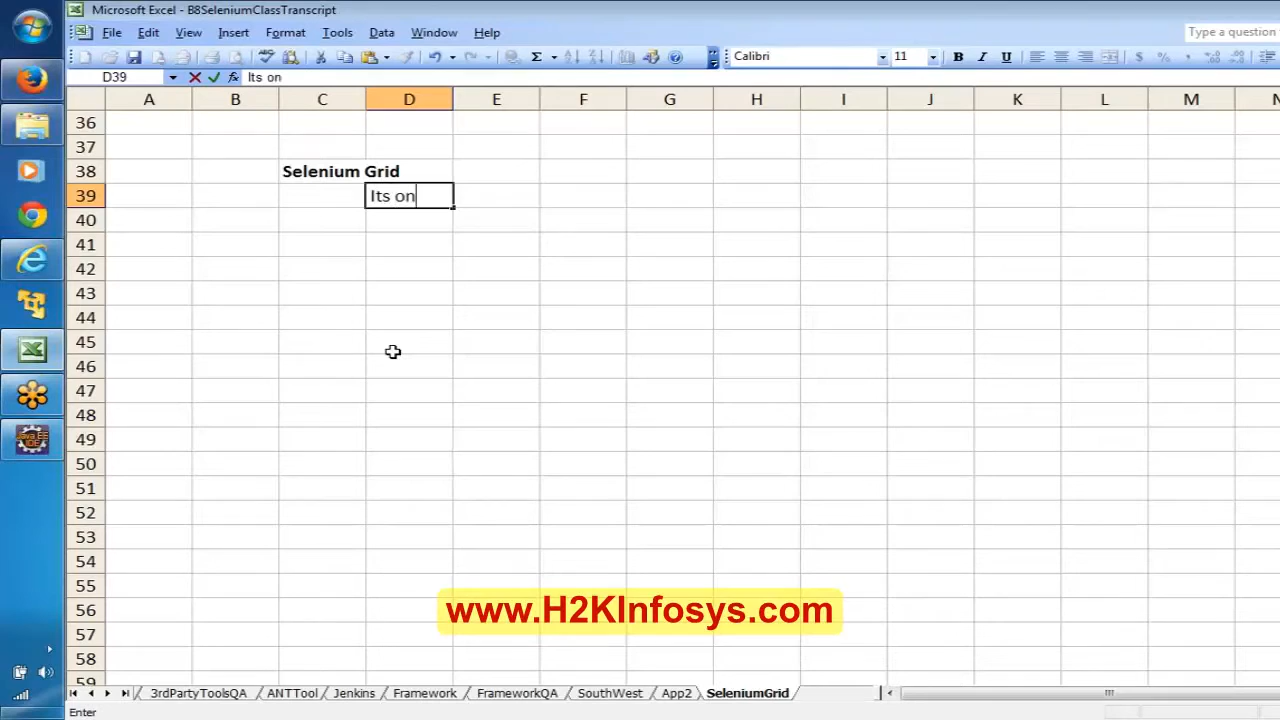 Microsoft Excel - B8SeleniumClassTranscript
File Edit View Insert Format Tools Data Window Help
Type a question
Calibri 11 B I U $ %
D39 fx Its on
A B C D E F G H I J K L M
36
37
38 Selenium Grid
39 Its on
40
41
42
43
44
45
46
47
48
49
50
51
52
53
54
55
56
57
58
59
www.H2KInfosys.com
3rdPartyToolsQA ANTTool Jenkins Framework FrameworkQA SouthWest App2 SeleniumGrid
Enter